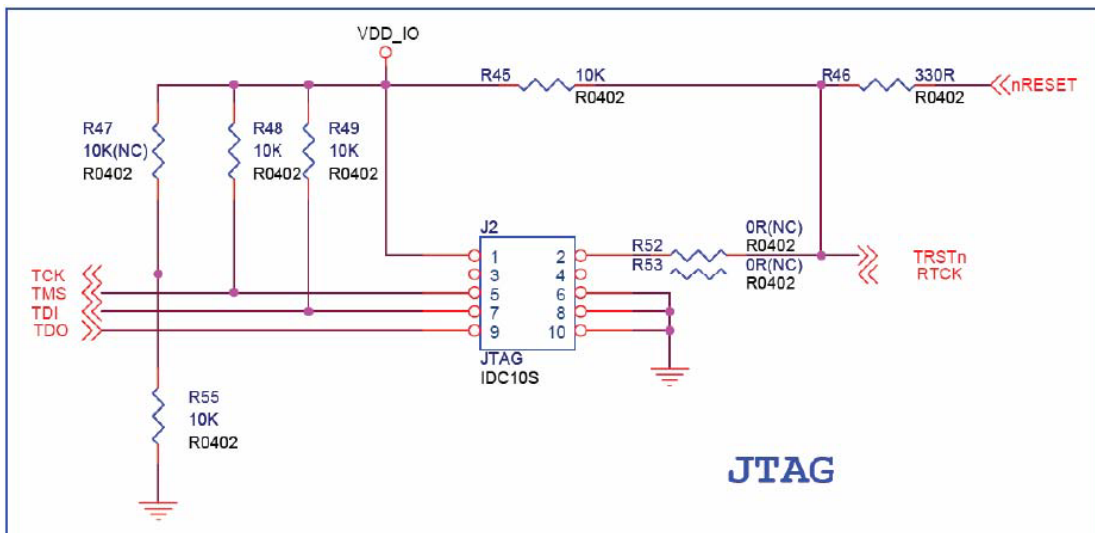 VDD_IO
R45
10K
R0402
R46
330R
R0402
nRESET
R47
10K(NC)
R0402
R48
10K
R0402
R49
10K
R0402
J2
1
2
3
4
5
6
7
8
9
10
JTAG
IDC10S
R52
0R(NC)
R0402
R53
0R(NC)
R0402
TRSTn
RTCK
TCK
TMS
TDI
TDO
R55
10K
R0402
JTAG